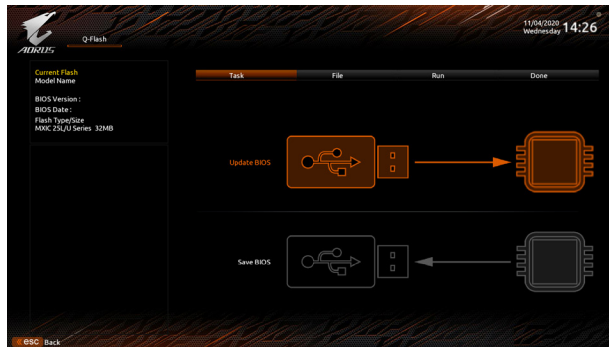 AORUS
Q-Flash
11/04/2020
Wednesday 14:26
Current Flash
Model Name
BIOS Version :
BIOS Date :
Flash Type/Size
MXIC 25L/U Series 32MB
Task File Run Done
Update BIOS
Save BIOS
esc Back